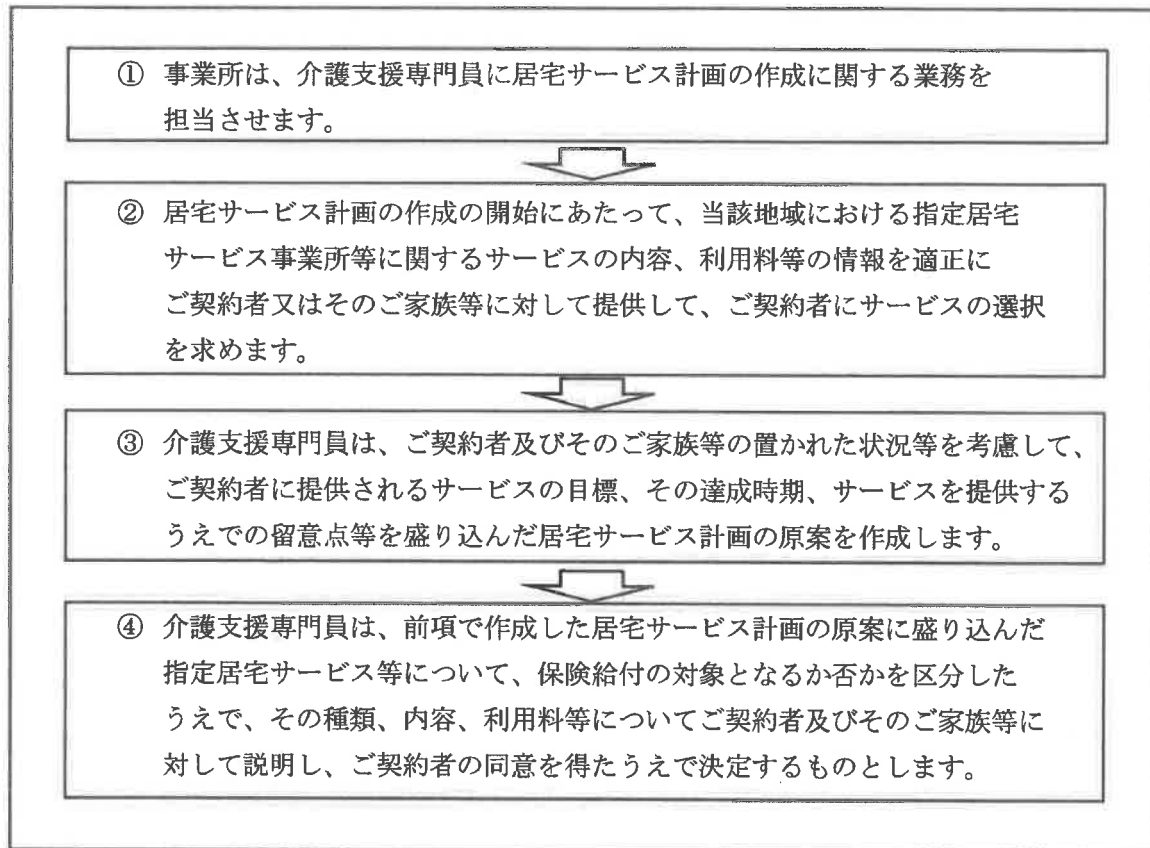 ① 事業所は、介護支援専門員に居宅サービス計画の作成に関する業務を
担当させます。
② 居宅サービス計画の作成の開始にあたって、当該地域における指定居宅
サービス事業所等に関するサービスの内容、利用料等の情報を適正に
ご契約者又はそのご家族等に対して提供して、ご契約者にサービスの選択
を求めます。
③ 介護支援専門員は、ご契約者及びそのご家族等の置かれた状況等を考慮して、
ご契約者に提供されるサービスの目標、その達成時期、サービスを提供する
うえでの留意点等を盛り込んだ居宅サービス計画の原案を作成します。
④ 介護支援専門員は、前項で作成した居宅サービス計画の原案に盛り込んだ
指定居宅サービス等について、保険給付の対象となるか否かを区分した
うえで、その種類、内容、利用料等についてご契約者及びそのご家族等に
対して説明し、ご契約者の同意を得たうえで決定するものとします。